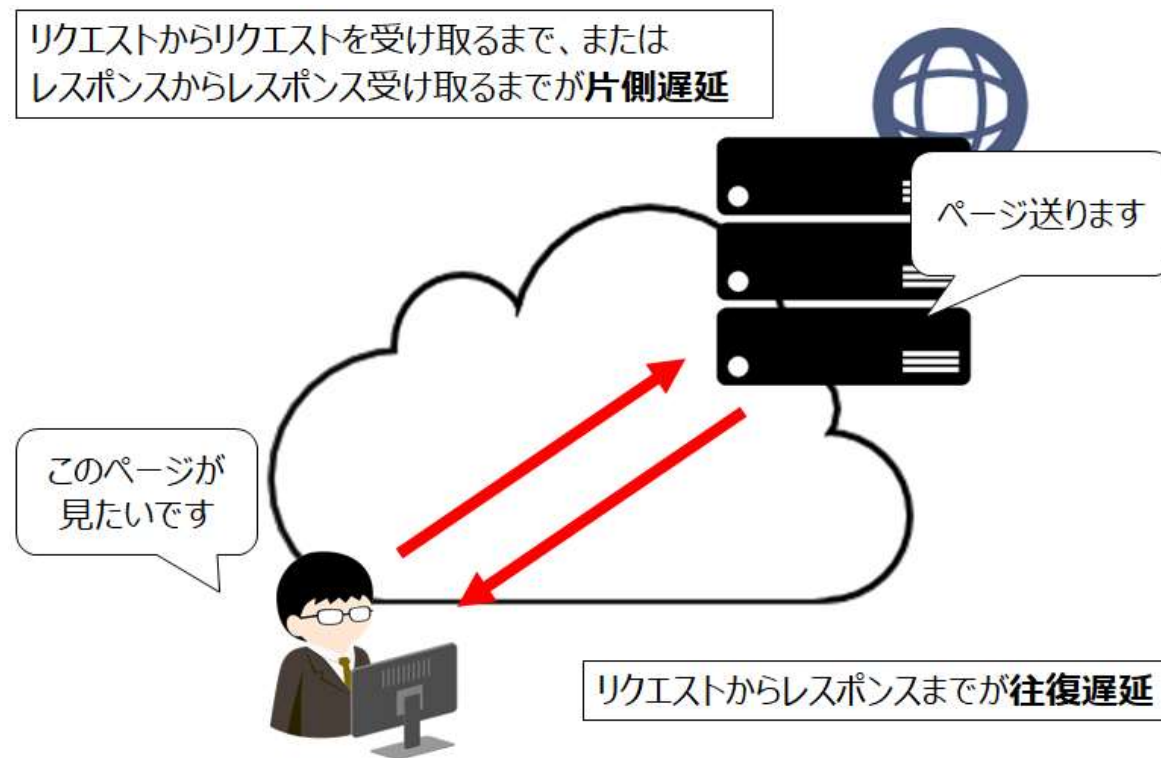 リクエストからリクエストを受け取るまで、または
レスポンスからレスポンス受け取るまでが片側遅延
ページ送ります
このページが
見たいです
リクエストからレスポンスまでが往復遅延